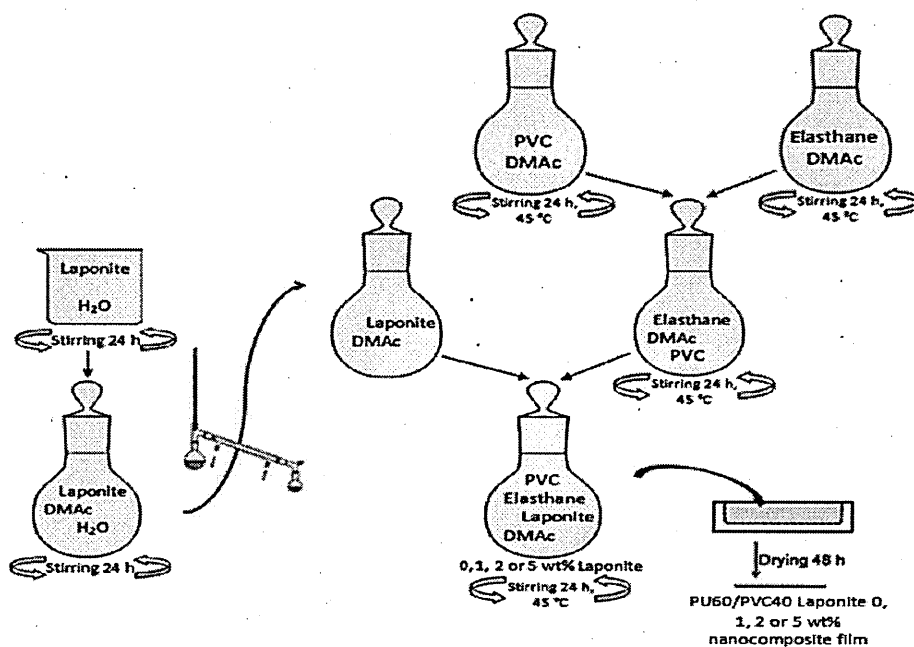 PVC
DMAc
Stirring 24 h,
45 °C
Elasthane
DMAc
Stirring 24 h,
45 °C
Laponite
H₂O
Stirring 24 h
Laponite
DMAc
Elasthane
DMAc
PVC
Stirring 24 h,
45 °C
Laponite
DMAc
H₂O
Stirring 24 h
PVC
Elasthane
Laponite
DMAc
0,1, 2 or 5 wt% Laponite
Stirring 24 h,
45 °C
Drying 48 h
PU60/PVC40 Laponite 0,
1, 2 or 5 wt%
nanocomposite film